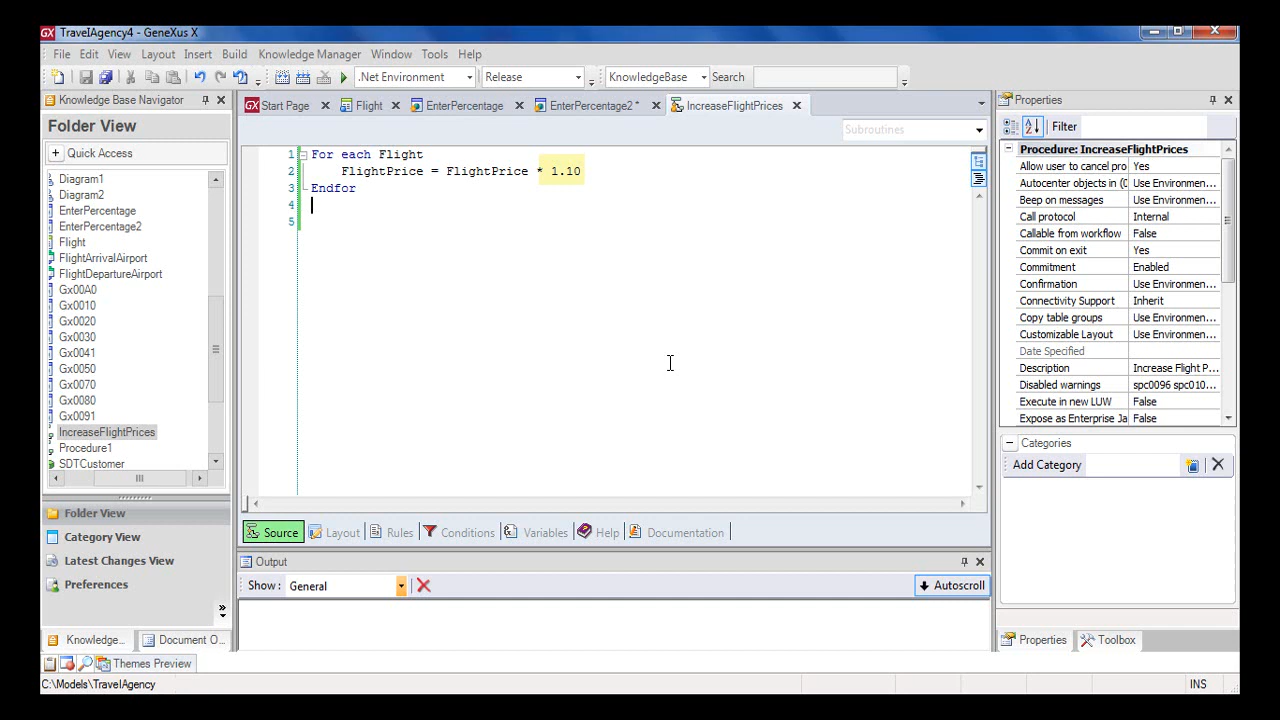 TravelAgency4 - GeneXus X
File Edit View Layout Insert Build Knowledge Manager Window Tools Help
.Net Environment Release KnowledgeBase Search
Knowledge Base Navigator
Folder View
Quick Access
Diagram1
Diagram2
EnterPercentage
EnterPercentage2
Flight
FlightArrivalAirport
FlightDepartureAirport
Gx00A0
Gx0010
Gx0020
Gx0030
Gx0041
Gx0050
Gx0070
Gx0080
Gx0091
IncreaseFlightPrices
Procedure1
SDTCustomer
Folder View
Category View
Latest Changes View
Preferences
Knowledge... Document O...
Themes Preview
C:\Models\TravelAgency
GX Start Page Flight EnterPercentage EnterPercentage2 * IncreaseFlightPrices
Subroutines
1 For each Flight
2 FlightPrice = FlightPrice * 1.10
3 Endfor
4
5
Source Layout Rules Conditions Variables Help Documentation
Output
Show: General Autoscroll
Properties
Filter
Procedure: IncreaseFlightPrices
Allow user to cancel pro Yes
Autocenter objects in (C Use Environmen...
Beep on messages Use Environmen...
Call protocol Internal
Callable from workflow False
Commit on exit Yes
Commitment Enabled
Confirmation Use Environmen...
Connectivity Support Inherit
Copy table groups Use Environmen...
Customizable Layout Use Environmen...
Date Specified
Description Increase Flight P...
Disabled warnings spc0096 spc010...
Execute in new LUW False
Expose as Enterprise Ja False
Categories
Add Category
Properties Toolbox
INS